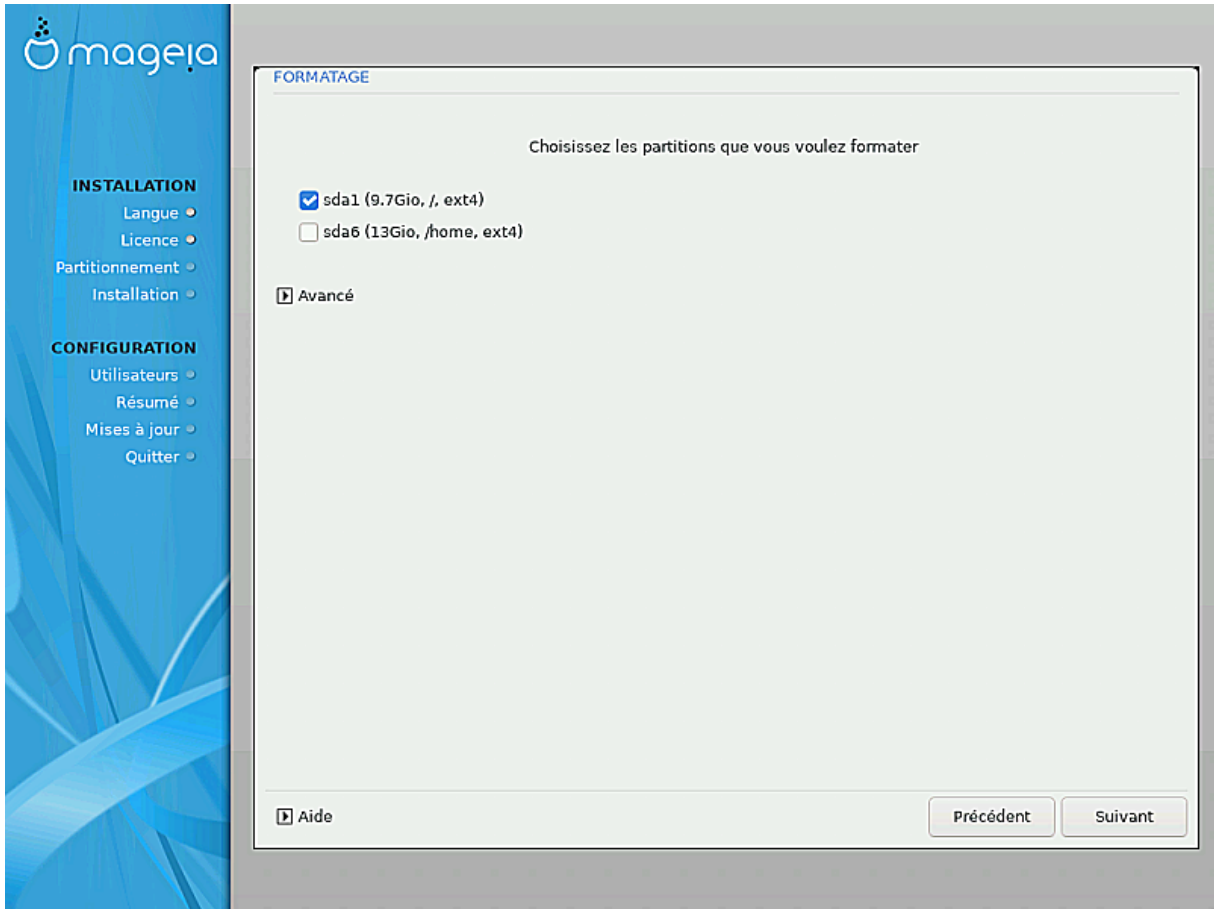 mageia
INSTALLATION
Langue
Licence
Partitionnement
Installation
CONFIGURATION
Utilisateurs
Résumé
Mises à jour
Quitter
FORMATAGE
Choisissez les partitions que vous voulez formater
sda1 (9.7Gio, /, ext4)
sda6 (13Gio, /home, ext4)
Avancé
Aide
Précédent
Suivant